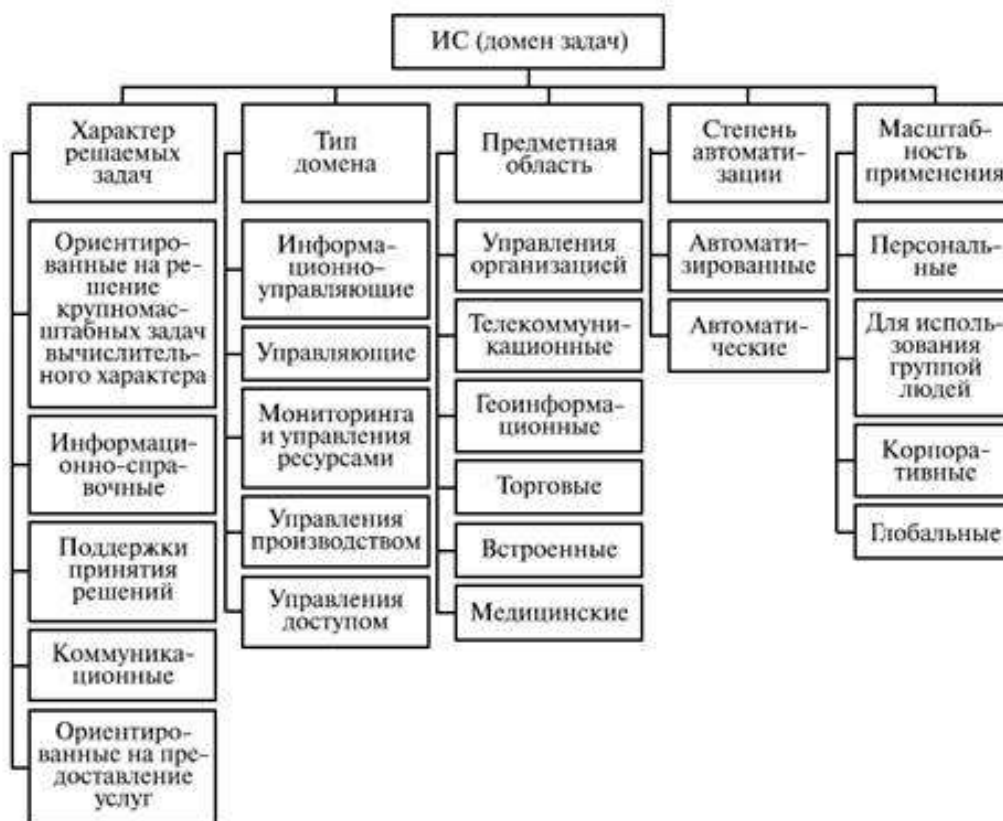 ИС (домен задач)
Характер
решаемых
задач
Ориентиро-
ванные на ре-
шение
крупномас-
штабных задач
вычислитель-
ного характера
Информаци-
онно-спра-
вочные
Поддержки
принятия
решений
Коммуника-
ционные
Ориентиро-
ванные на пре-
доставление
услуг
Тип
домена
Информа-
ционно-
управляющие
Управляющие
Мониторинга
и управления
ресурсами
Управления
производством
Управления
доступом
Предметная
область
Управления
организацией
Телекоммуни-
кационные
Геоинформа-
ционные
Торговые
Встроенные
Медицинские
Степень
автомати-
зации
Автомати-
зированные
Автомати-
ческие
Масштаб-
ность
применения
Персональ-
ные
Для исполь-
зования
группой
людей
Корпора-
тивные
Глобальные